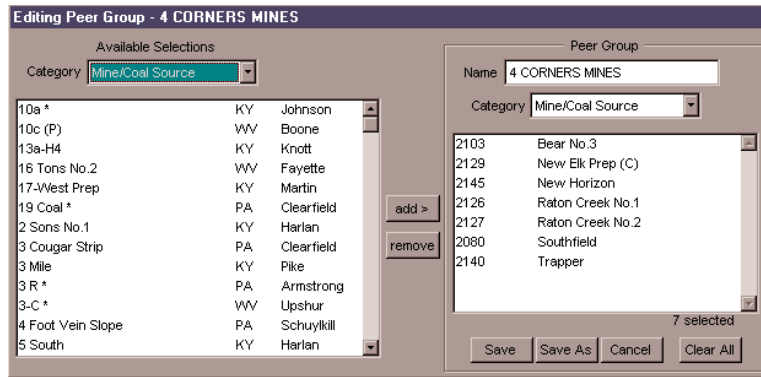 Editing Peer Group - 4 CORNERS MINES
Available Selections
Category Mine/Coal Source
10a * KY Johnson
10c (P) WV Boone
13a-H4 KY Knott
16 Tons No.2 WV Fayette
17-West Prep KY Martin
19 Coal * PA Clearfield
2 Sons No.1 KY Harlan
3 Cougar Strip PA Clearfield
3 Mile KY Pike
3 R * PA Armstrong
3-C * WV Upshur
4 Foot Vein Slope PA Schuylkill
5 South KY Harlan
add >
remove
Peer Group
Name 4 CORNERS MINES
Category Mine/Coal Source
2103 Bear No.3
2129 New Elk Prep (C)
2145 New Horizon
2126 Raton Creek No.1
2127 Raton Creek No.2
2080 Southfield
2140 Trapper
7 selected
Save Save As Cancel Clear All